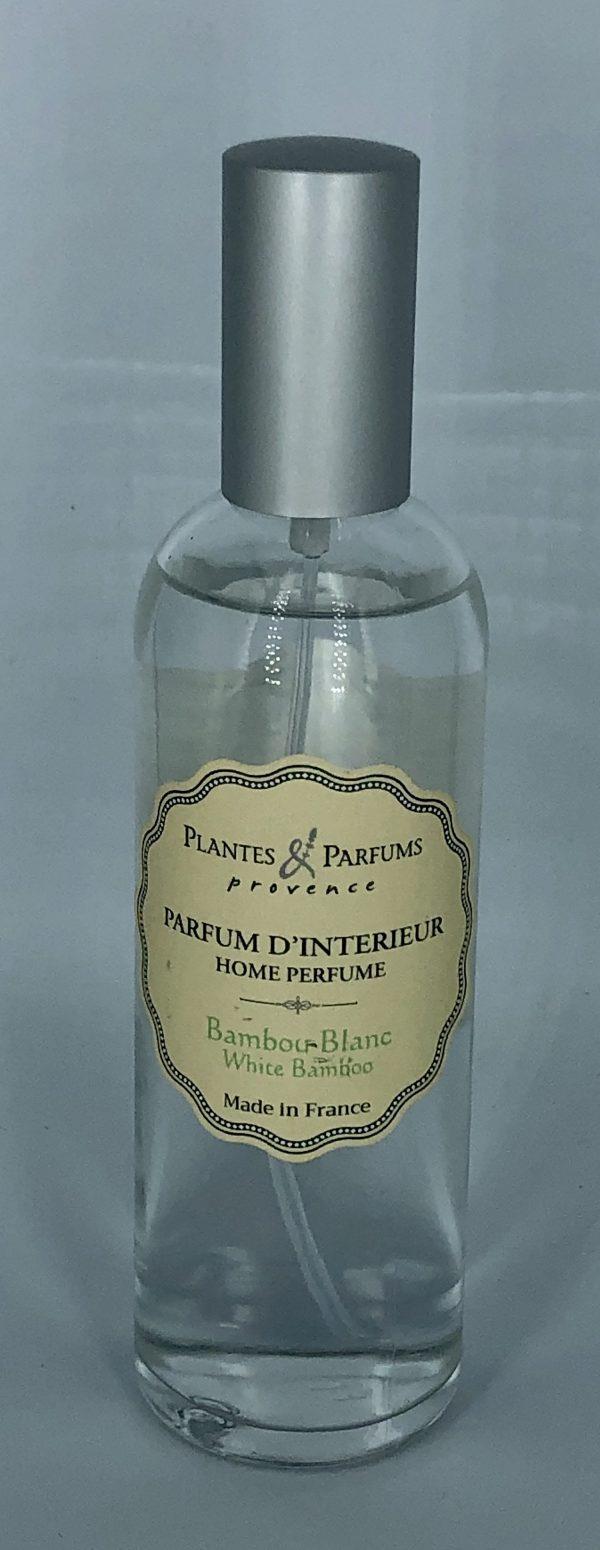 PLANTES & PARFUMS
provence
PARFUM D'INTERIEUR
HOME PERFUME
Bambou Blanc
White Bamboo
Made in France